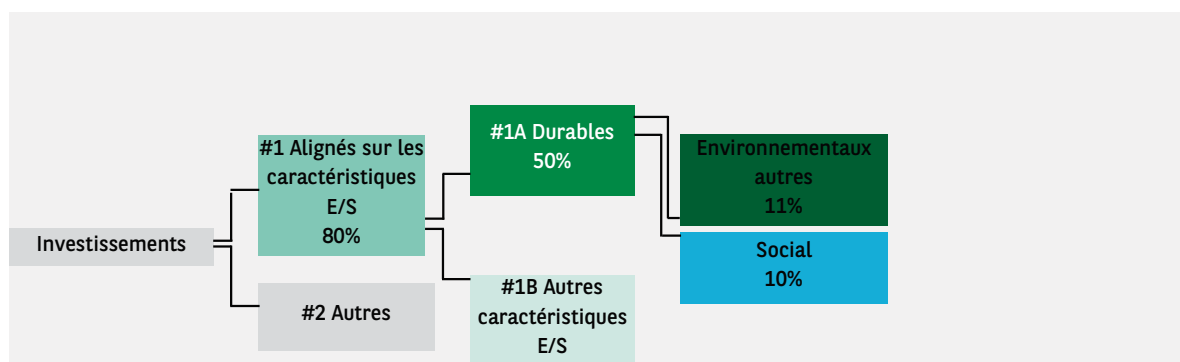 Investissements
#1 Alignés sur les
caractéristiques
E/S
80%
#2 Autres
#1A Durables
50%
#1B Autres
caractéristiques
E/S
Environnementaux
autres
11%
Social
10%